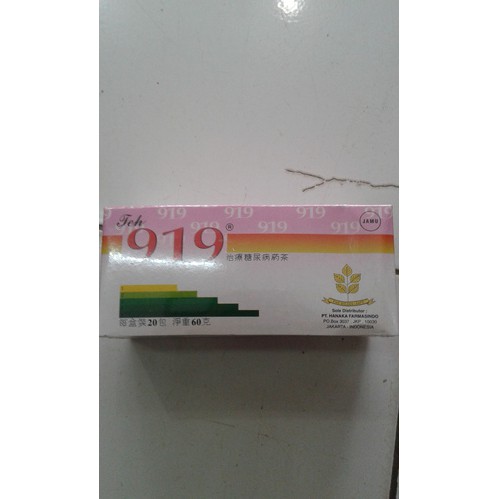 919 919 919
Teh
919®
919 919
JAMU
治療糖尿病葯茶
每盒裝20包 淨重60克
Sole Distributor :
PT. HANAKA FARMASINDO
JAKARTA - INDONESIA